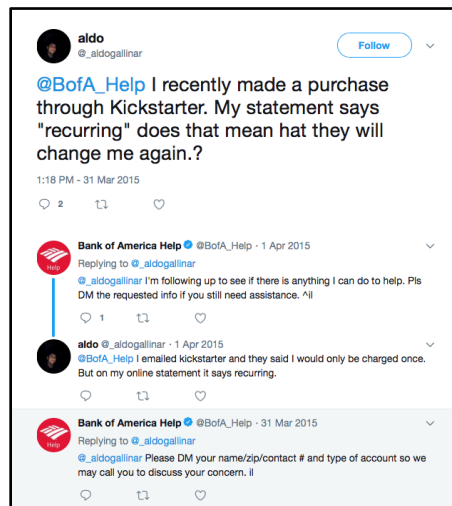 aldo
@_aldogallinar
Follow
@BofA_Help I recently made a purchase
through Kickstarter. My statement says
"recurring" does that mean hat they will
change me again.?
1:18 PM - 31 Mar 2015
2
Bank of America Help @BofA_Help · 1 Apr 2015
Replying to @_aldogallinar
@_aldogallinar I'm following up to see if there is anything I can do to help. Pls
DM the requested info if you still need assistance. ^il
Help
1
aldo @_aldogallinar · 1 Apr 2015
@BofA_Help I emailed kickstarter and they said I would only be charged once.
But on my online statement it says recurring.
Bank of America Help @BofA_Help · 31 Mar 2015
Replying to @_aldogallinar
Help
@_aldogallinar Please DM your name/zip/contact # and type of account so we
may call you to discuss your concern. il